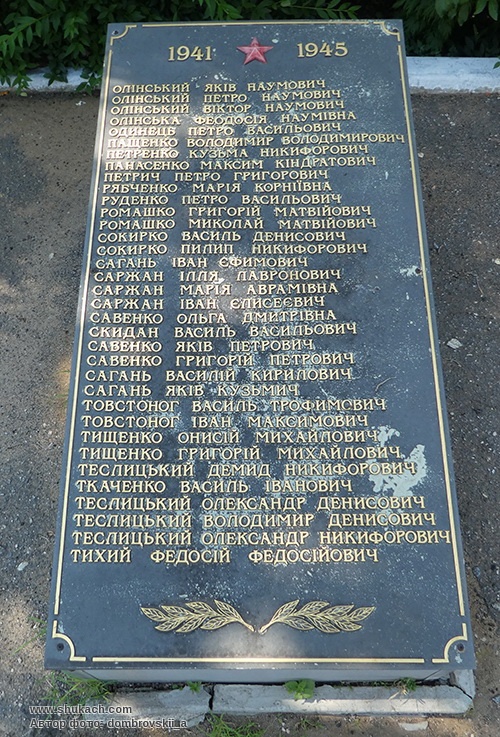 1941 1945
ОЛІНСЬКИЙ ЯКІВ НАУМОВИЧ
ОЛІНСЬКИЙ ПЕТРО НАУМОВИЧ
ОЛІНСЬКИЙ ВІКТОР НАУМОВИЧ
ОЛІНСЬКА ФЕОДОСІЯ НАУМІВНА
ОДИНЕЦЬ ПЕТРО ВАСИЛЬОВИЧ
ПАЩЕНКО ВОЛОДИМИР ВОЛОДИМИРОВИЧ
ПЕТРЕНКО КУЗЬМА НИКИФОРОВИЧ
ПАНАСЕНКО МАКСИМ КІНДРАТОВИЧ
ПЕТРИЧ ПЕТРО ГРИГОРОВИЧ
РЯБЧЕНКО МАРІЯ КОРНІЇВНА
РУДЕНКО ПЕТРО ВАСИЛЬОВИЧ
РОМАШКО ГРИГОРІЙ МАТВІЙОВИЧ
РОМАШКО МИКОЛАЙ МАТВІЙОВИЧ
СОКИРКО ВАСИЛЬ ДЕНИСОВИЧ
СОКИРКО ПИЛИП НИКИФОРОВИЧ
САГАНЬ ІВАН ЄФИМОВИЧ
САРЖАН ІЛЛЯ ЛАВРОНОВИЧ
САРЖАН МАРІЯ АВРАМІВНА
САРЖАН ІВАН ЄЛИСЕЄВИЧ
САВЕНКО ОЛЬГА ДМИТРІВНА
СКИДАН ВАСИЛЬ ВАСИЛЬОВИЧ
САВЕНКО ЯКІВ ПЕТРОВИЧ
САВЕНКО ГРИГОРІЙ ПЕТРОВИЧ
САГАНЬ ВАСИЛІЙ КИРИЛОВИЧ
САГАНЬ ЯКІВ КУЗЬМИЧ
ТОВСТОНОГ ВАСИЛЬ ТРОФИМОВИЧ
ТОВСТОНОГ ІВАН МАКСИМОВИЧ
ТИЩЕНКО ОНИСІЙ МИХАЙЛОВИЧ
ТИЩЕНКО ГРИГОРІЙ МИХАЙЛОВИЧ
ТЕСЛИЦЬКИЙ ДЕМИД НИКИФОРОВИЧ
ТКАЧЕНКО ВАСИЛЬ ІВАНОВИЧ
ТЕСЛИЦЬКИЙ ОЛЕКСАНДР ДЕНИСОВИЧ
ТЕСЛИЦЬКИЙ ВОЛОДИМИР ДЕНИСОВИЧ
ТЕСЛИЦЬКИЙ ОЛЕКСАНДР НИКИФОРОВИЧ
ТИХИЙ ФЕДОСІЙ ФЕДОСІЙОВИЧ
www.shukach.com
Автор фото: dombrovskii_a